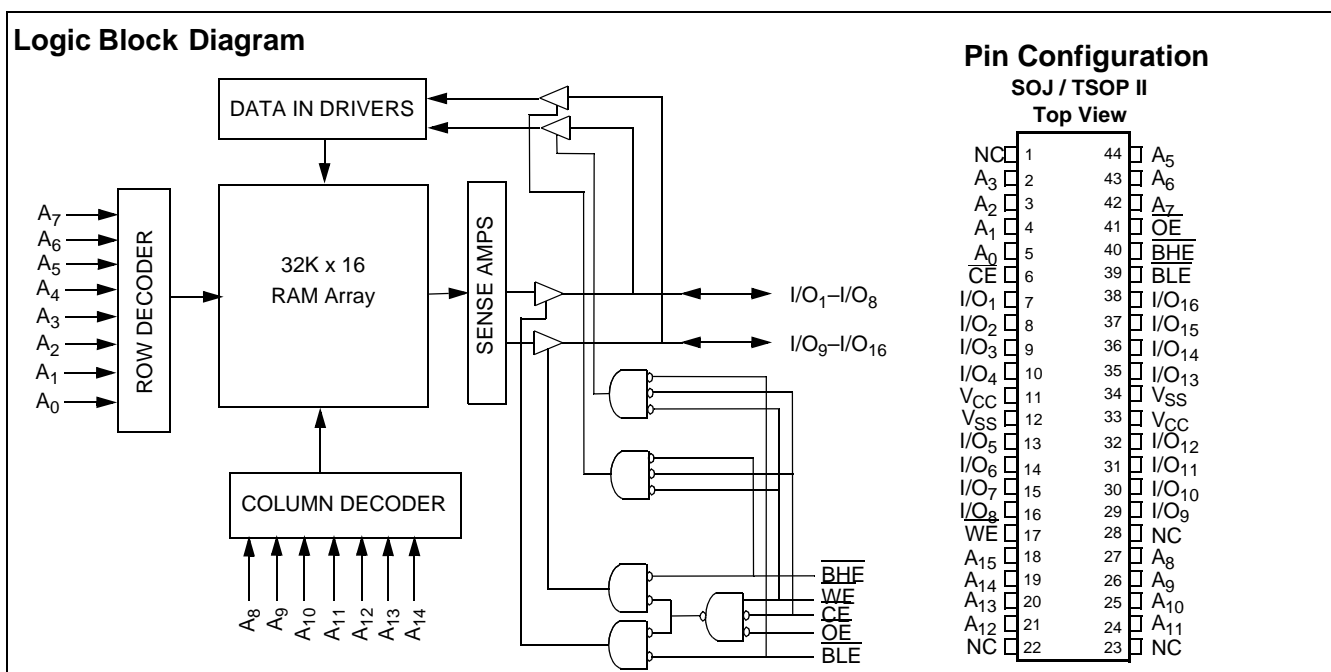 Logic Block Diagram
DATA IN DRIVERS
A7
A6
A5
A4
A3
A2
A1
A0
ROW DECODER
32K x 16
RAM Array
SENSE AMPS
I/O1–I/O8
I/O9–I/O16
COLUMN DECODER
A8
A9
A10
A11
A12
A13
A14
BHE
WE
CE
OE
BLE
Pin Configuration
SOJ / TSOP II
Top View
NC 1 44 A5
A3 2 43 A6
A2 3 42 A7
A1 4 41 OE
A0 5 40 BHE
CE 6 39 BLE
I/O1 7 38 I/O16
I/O2 8 37 I/O15
I/O3 9 36 I/O14
I/O4 10 35 I/O13
VCC 11 34 VSS
VSS 12 33 VCC
I/O5 13 32 I/O12
I/O6 14 31 I/O11
I/O7 15 30 I/O10
I/O8 16 29 I/O9
WE 17 28 NC
A15 18 27 A8
A14 19 26 A9
A13 20 25 A10
A12 21 24 A11
NC 22 23 NC